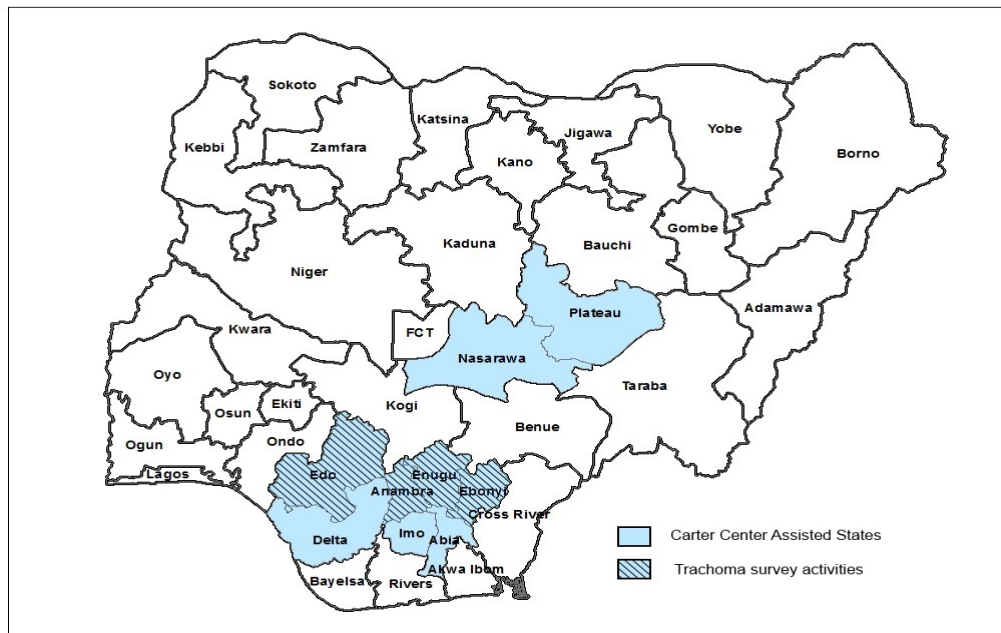 Sokoto
Katsina
Yobe
Jigawa
Kebbi
Zamfara
Kano
Borno
Gombe
Kaduna
Bauchi
Niger
Adamawa
Plateau
FCT
Kwara
Nasarawa
Oyo
Taraba
Ekiti
Kogi
Osun
Benue
Ogun
Ondo
Lagos
Edo
Enugu
Anambra
Ebonyi
Cross River
Delta
Imo
Abia
Carter Center Assisted States
Akwa Ibom
Trachoma survey activities
Bayelsa
Rivers